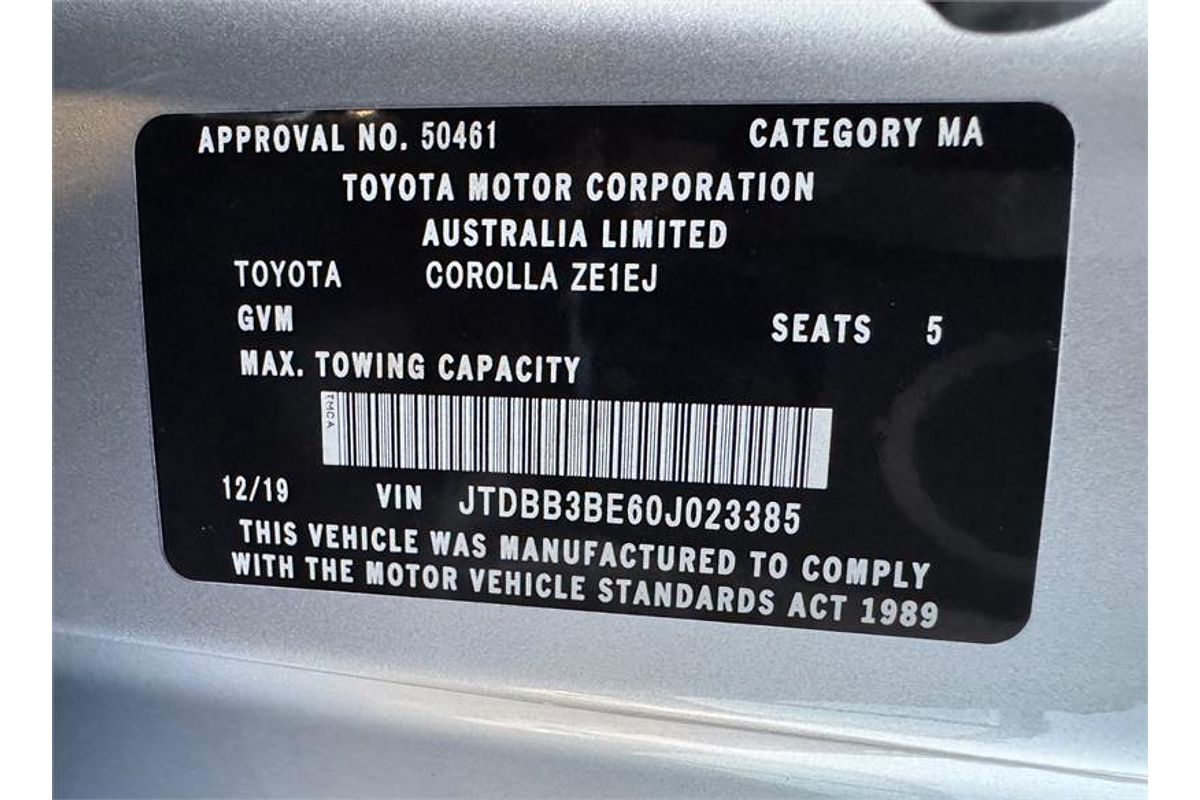 APPROVAL NO. 50461 CATEGORY MA
TOYOTA MOTOR CORPORATION
AUSTRALIA LIMITED
TOYOTA COROLLA ZE1EJ
GVM SEATS 5
MAX. TOWING CAPACITY
TMCA
12/19 VIN JTDBB3BE60J023385
THIS VEHICLE WAS MANUFACTURED TO COMPLY
WITH THE MOTOR VEHICLE STANDARDS ACT 1989